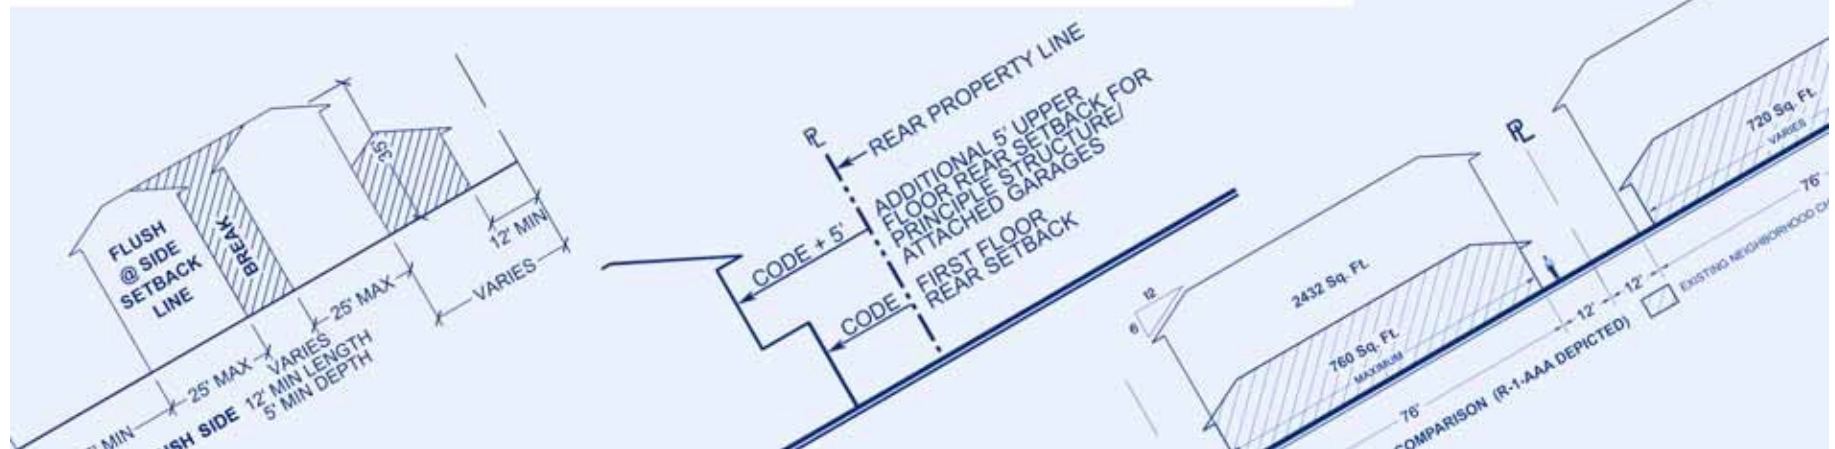 FLUSH
@ SIDE
SETBACK
LINE
BREAK
35'
12' MIN
VARIES
25' MAX
25' MAX
VARIES
12' MIN LENGTH
5' MIN DEPTH
MIN
SIDE
PL
REAR PROPERTY LINE
ADDITIONAL 5' UPPER
FLOOR REAR SETBACK FOR
PRINCIPLE STRUCTURE/
ATTACHED GARAGES
CODE + 5'
FIRST FLOOR
REAR SETBACK
CODE
PL
720 Sq. Ft.
VARIES
76'
12
6
2432 Sq. Ft.
760 Sq. Ft.
MAXIMUM
12'
12'
76'
EXISTING NEIGHBORHOOD
COMPARISON (R-1-AAA DEPICTED)